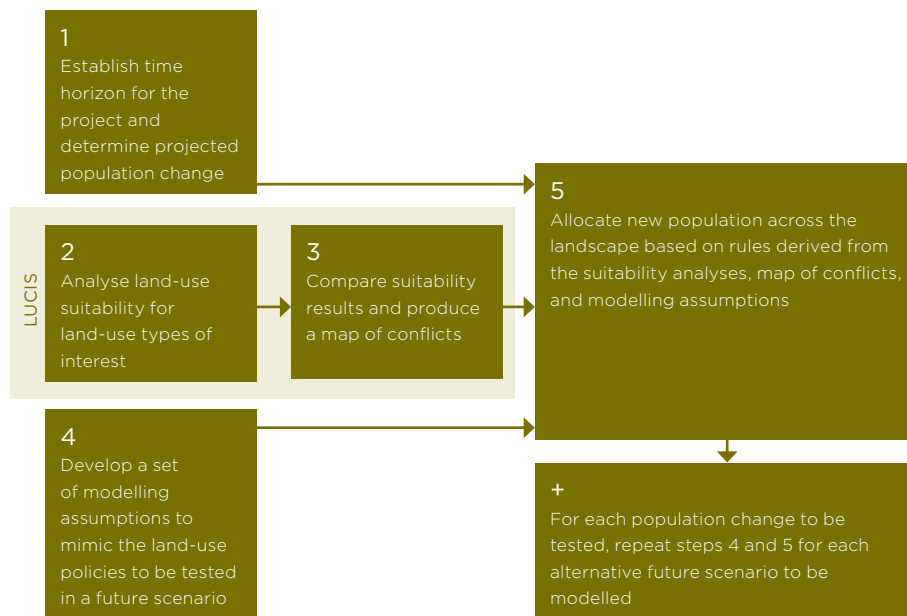 1
Establish time
horizon for the
project and
determine projected
population change
LUCIS
2
Analyse land-use
suitability for
land-use types of
interest
3
Compare suitability
results and produce
a map of conflicts
4
Develop a set
of modelling
assumptions to
mimic the land-use
policies to be tested
in a future scenario
5
Allocate new population across the
landscape based on rules derived from
the suitability analyses, map of conflicts,
and modelling assumptions
+
For each population change to be
tested, repeat steps 4 and 5 for each
alternative future scenario to be
modelled